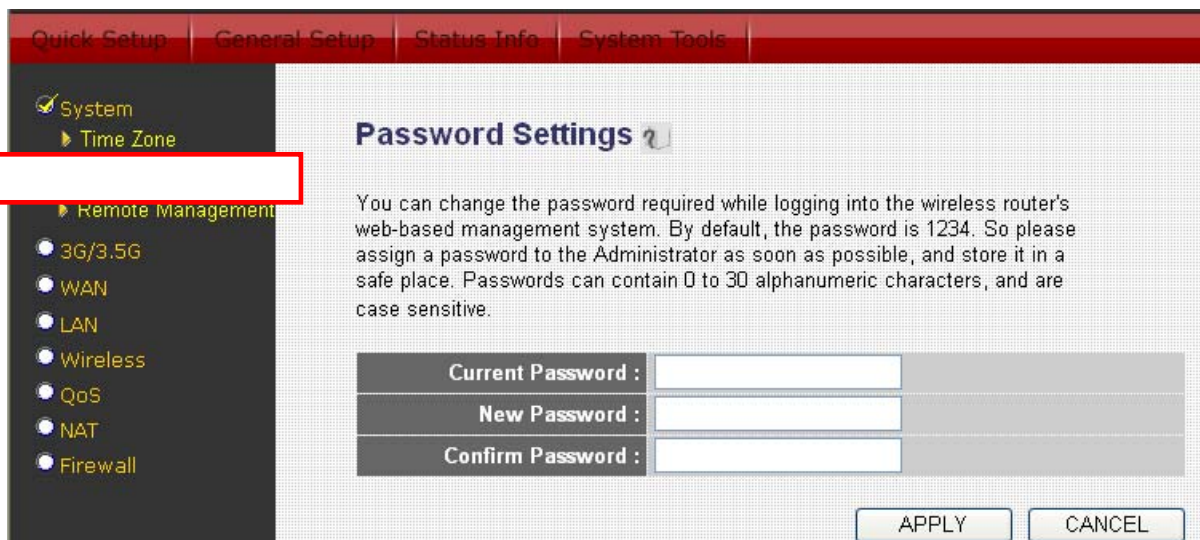 Quick Setup General Setup Status Info System Tools
System
Time Zone
Remote Management
3G/3.5G
WAN
LAN
Wireless
QoS
NAT
Firewall
Password Settings
You can change the password required while logging into the wireless router's
web-based management system. By default, the password is 1234. So please
assign a password to the Administrator as soon as possible, and store it in a
safe place. Passwords can contain 0 to 30 alphanumeric characters, and are
case sensitive.
Current Password :
New Password :
Confirm Password :
APPLY CANCEL